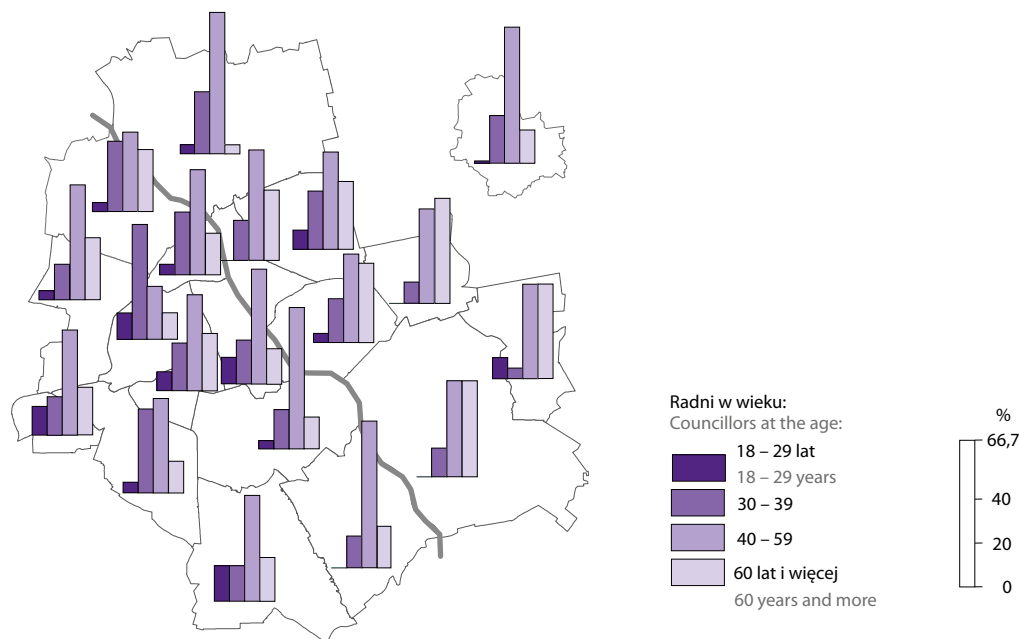 Radni w wieku:
Councillors at the age:
18 – 29 lat
18 – 29 years
30 – 39
40 – 59
60 lat i więcej
60 years and more
%
66,7
40
20
0